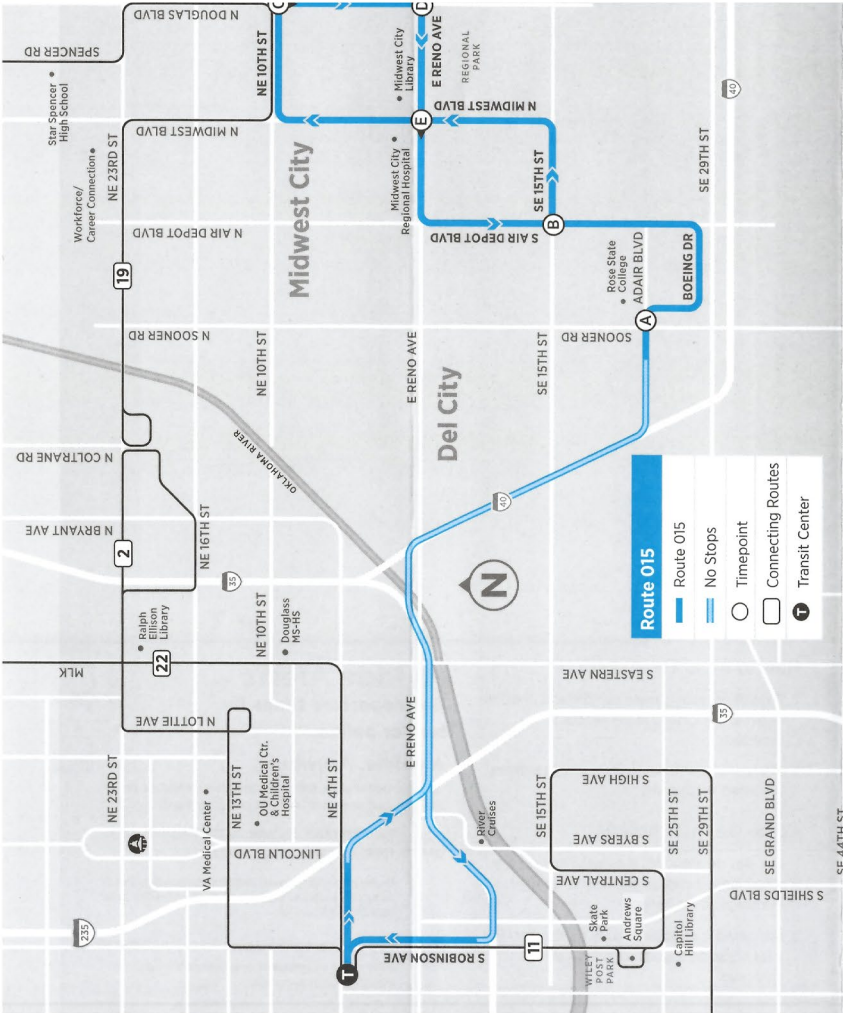 SPENCER RD
N DOUGLAS BLVD
C
NE 10TH ST
D
E RENO AVE
REGIONAL
PARK
Midwest City
Library
Star Spencer
High School
NE 23RD ST
N MIDWEST BLVD
E
N MIDWEST BLVD
40
Workforce/
Career Connection
Midwest City
Midwest City
Regional Hospital
SE 15TH ST
SE 29TH ST
N AIR DEPOT BLVD
S AIR DEPOT BLVD
B
19
Rose State
College
ADAIR BLVD
BOEING DR
A
N SOONER RD
SOONER RD
NE 10TH ST
E RENO AVE
SE 15TH ST
Del City
OKLAHOMA RIVER
N COLTRANE RD
40
N BRYANT AVE
2
NE 16TH ST
35
N
Ralph
Ellison
Library
NE 10TH ST
Douglass
MS-HS
MLK
22
S EASTERN AVE
N LOTTIE AVE
E RENO AVE
35
NE 23RD ST
NE 13TH ST
OU Medical Ctr.
& Children's
Hospital
NE 4TH ST
VA Medical Center
LINCOLN BLVD
River
Cruises
SE 15TH ST
S HIGH AVE
S BYERS AVE
SE 25TH ST
SE 29TH ST
SE GRAND BLVD
SE 44TH ST
S CENTRAL AVE
S SHIELDS BLVD
235
S ROBINSON AVE
11
Skate
Park
Andrews
Square
Capitol
Hill Library
WILEY
POST
PARK
T
Route 015
Route 015
No Stops
Timepoint
Connecting Routes
T Transit Center